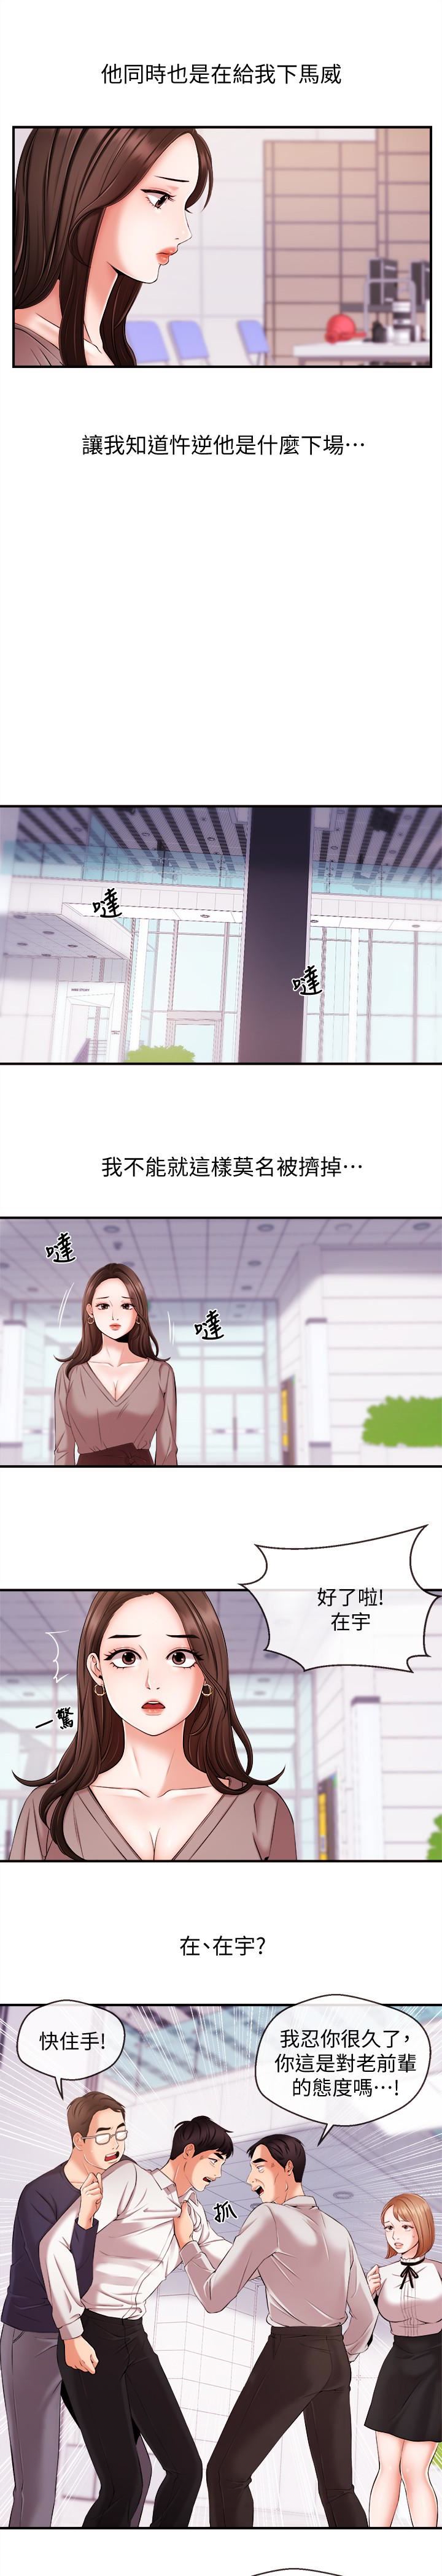 他同時也是在給我下馬威
讓我知道忤逆他是什麼下場⋯
噠
噠
我不能就這樣莫名被擠掉⋯
噠
噠
好了啦!
在宇
一驚
在、在宇?
快住手!
我忍你很久了,
你這是對老前輩
的態度嗎⋯!
抓